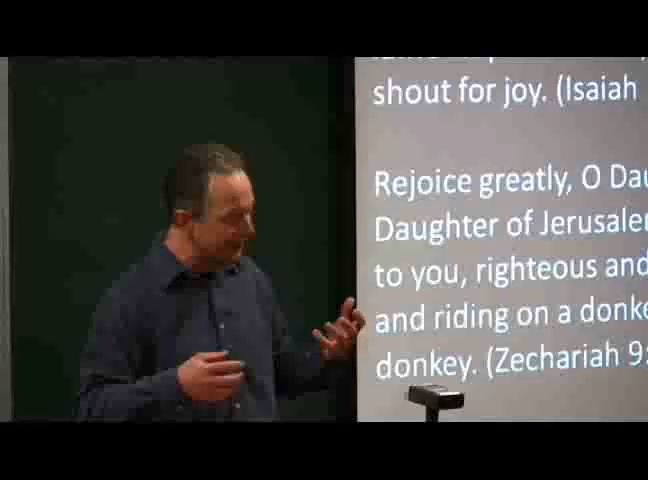 shout for joy. (Isaiah
Rejoice greatly, O Dau
Daughter of Jerusale
to you, righteous and
and riding on a donke
donkey. (Zechariah 9: